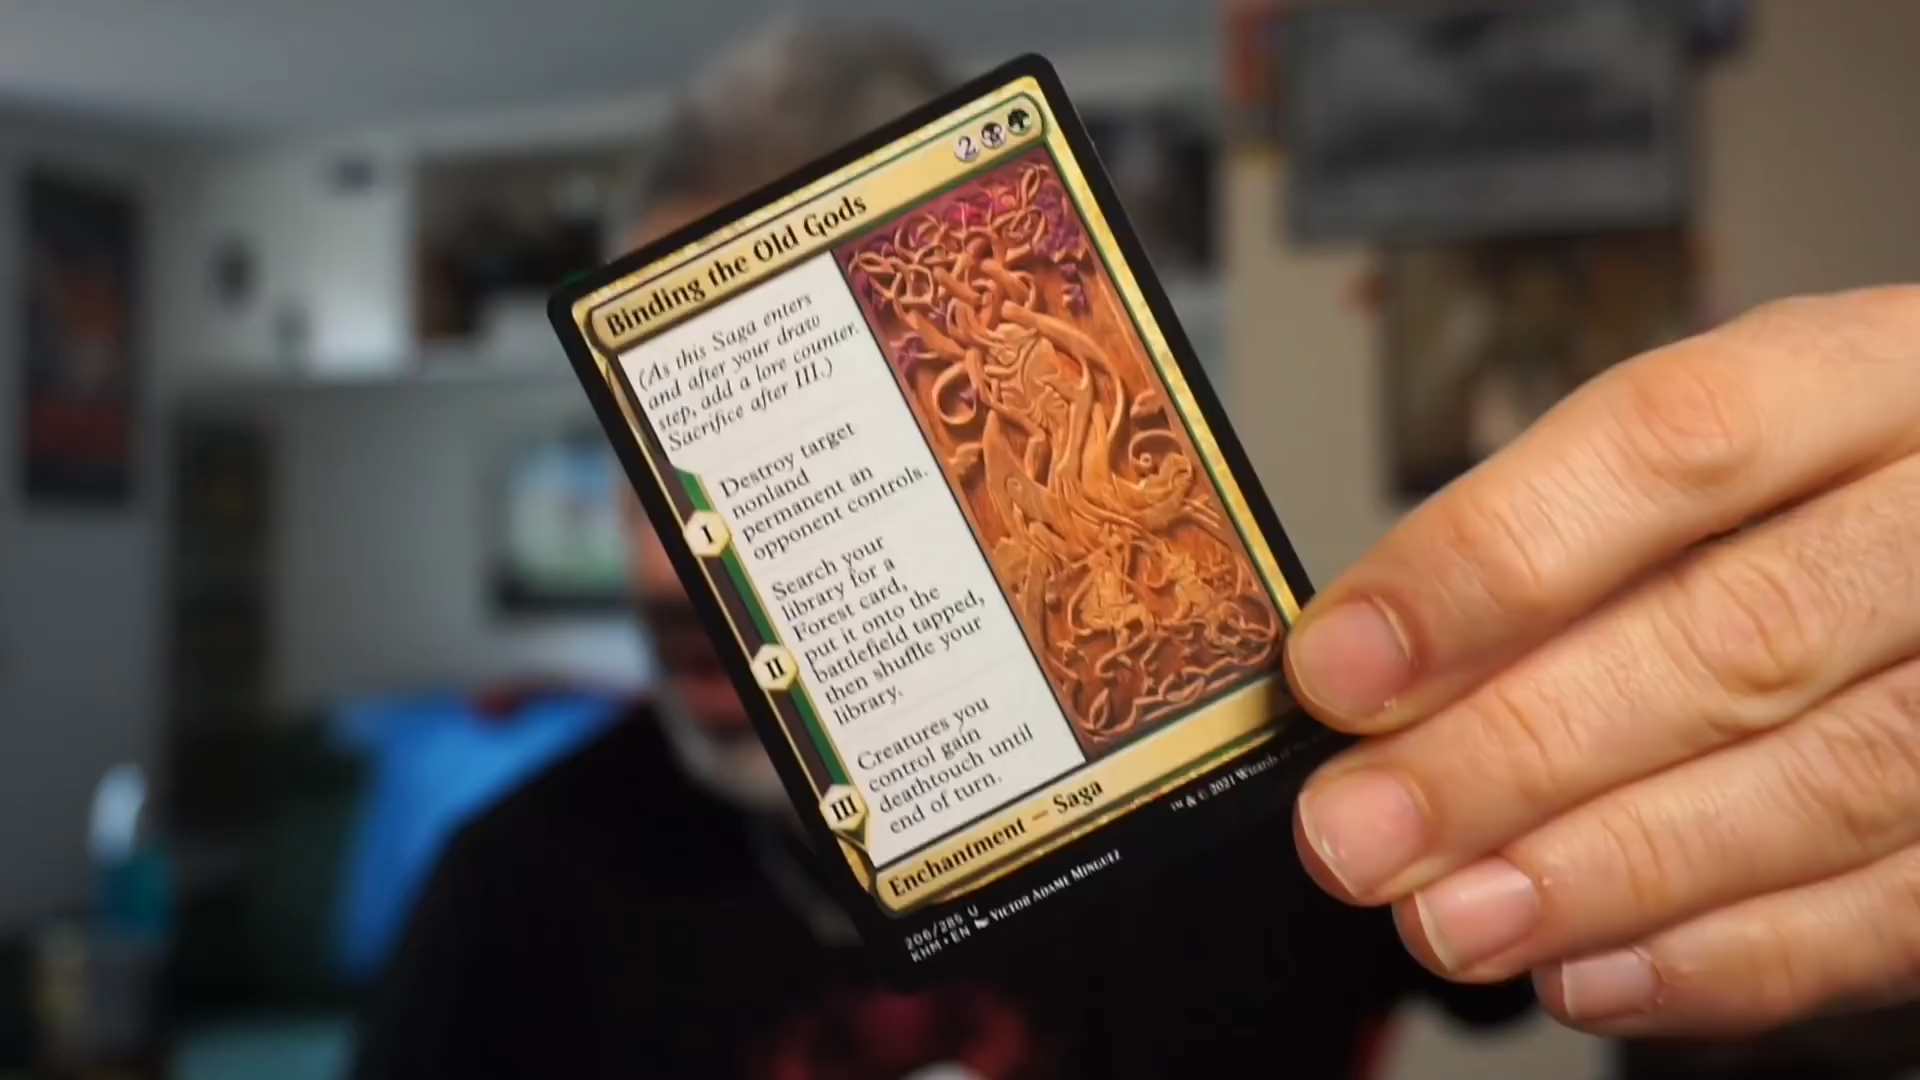 Binding the Old Gods
2
(As this Saga enters
and after your draw
step, add a lore counter.
Sacrifice after III.)
I
Destroy target
nonland
permanent an
opponent controls.
II
Search your
library for a
Forest card,
put it onto the
battlefield tapped,
then shuffle your
library.
III
Creatures you
control gain
deathtouch until
end of turn.
Enchantment — Saga
206/285 U
KHM • EN VICTOR ADAME MINGUEZ
™ & © 2021 Wizards of